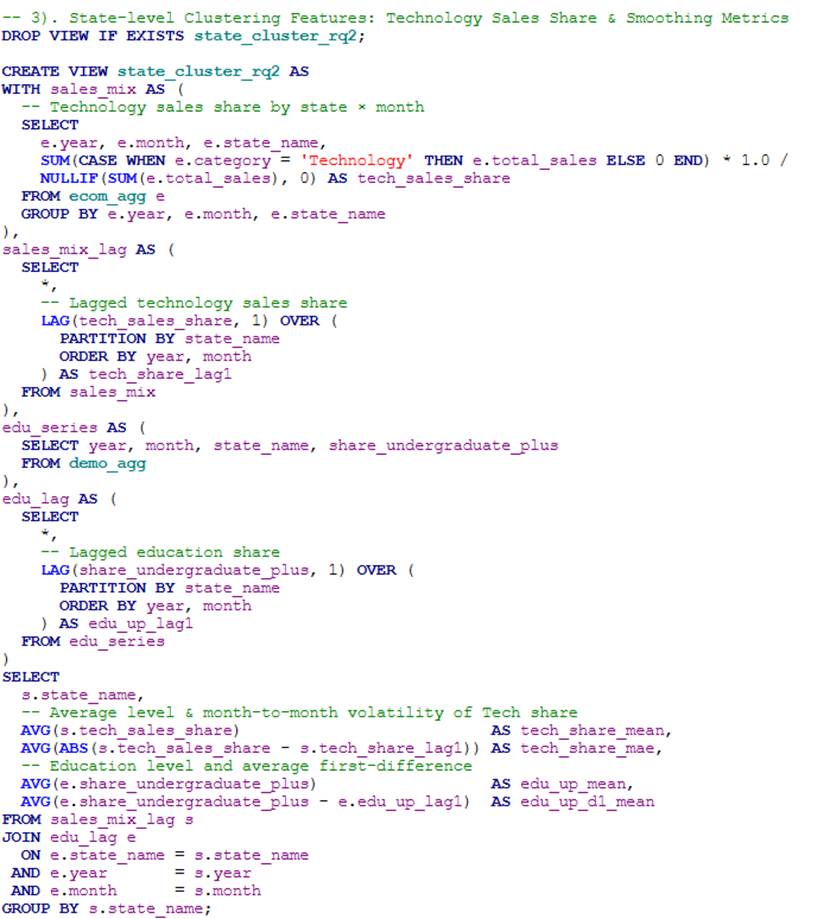 -- 3). State-level Clustering Features: Technology Sales Share & Smoothing Metrics
DROP VIEW IF EXISTS state_cluster_rq2;

CREATE VIEW state_cluster_rq2 AS
WITH sales_mix AS (
  -- Technology sales share by state × month
  SELECT
    e.year, e.month, e.state_name,
    SUM(CASE WHEN e.category = 'Technology' THEN e.total_sales ELSE 0 END) * 1.0 /
    NULLIF(SUM(e.total_sales), 0) AS tech_sales_share
  FROM ecom_agg e
  GROUP BY e.year, e.month, e.state_name
),
sales_mix_lag AS (
  SELECT
    *,
    -- Lagged technology sales share
    LAG(tech_sales_share, 1) OVER (
      PARTITION BY state_name
      ORDER BY year, month
    ) AS tech_share_lag1
  FROM sales_mix
),
edu_series AS (
  SELECT year, month, state_name, share_undergraduate_plus
  FROM demo_agg
),
edu_lag AS (
  SELECT
    *,
    -- Lagged education share
    LAG(share_undergraduate_plus, 1) OVER (
      PARTITION BY state_name
      ORDER BY year, month
    ) AS edu_up_lag1
  FROM edu_series
)
SELECT
  s.state_name,
  -- Average level & month-to-month volatility of Tech share
  AVG(s.tech_sales_share)                          AS tech_share_mean,
  AVG(ABS(s.tech_sales_share - s.tech_share_lag1)) AS tech_share_mae,
  -- Education level and average first-difference
  AVG(e.share_undergraduate_plus)                  AS edu_up_mean,
  AVG(e.share_undergraduate_plus - e.edu_up_lag1)  AS edu_up_d1_mean
FROM sales_mix_lag s
JOIN edu_lag e
  ON e.state_name = s.state_name
 AND e.year       = s.year
 AND e.month      = s.month
GROUP BY s.state_name;